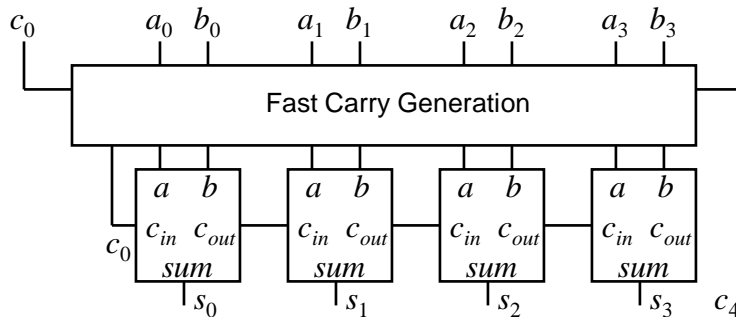 c₀ a₀ b₀ a₁ b₁ a₂ b₂ a₃ b₃
Fast Carry Generation
a b a b a b a b
c₀ cᵢₙ cₒᵤₜ cᵢₙ cₒᵤₜ cᵢₙ cₒᵤₜ cᵢₙ cₒᵤₜ
sum sum sum sum
s₀ s₁ s₂ s₃ c₄